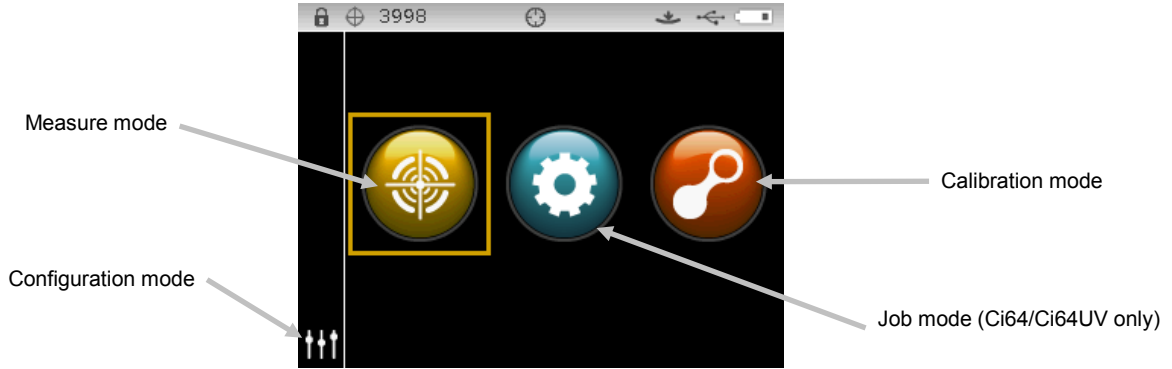 3998
Measure mode
Calibration mode
Configuration mode
Job mode (Ci64/Ci64UV only)